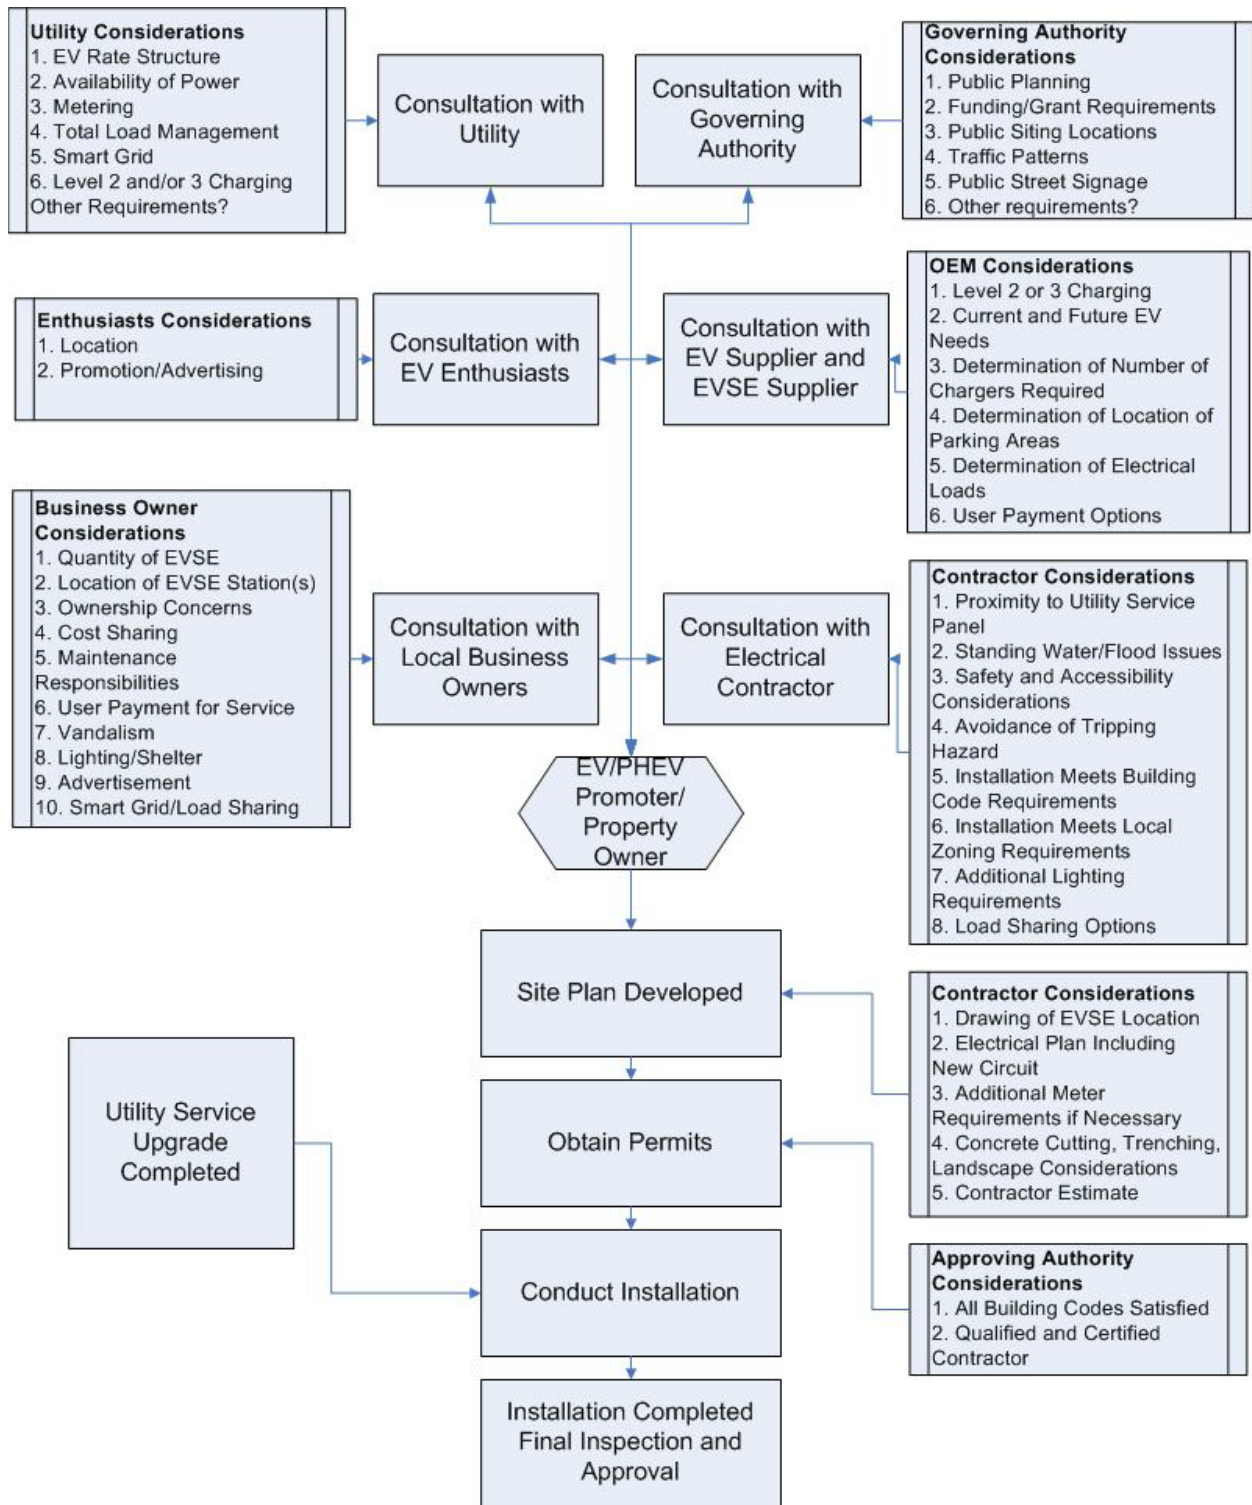 Utility Considerations
1. EV Rate Structure
2. Availability of Power
3. Metering
4. Total Load Management
5. Smart Grid
6. Level 2 and/or 3 Charging
Other Requirements?
Consultation with
Utility
Consultation with
Governing
Authority
Governing Authority
Considerations
1. Public Planning
2. Funding/Grant Requirements
3. Public Siting Locations
4. Traffic Patterns
5. Public Street Signage
6. Other requirements?
Enthusiasts Considerations
1. Location
2. Promotion/Advertising
Consultation with
EV Enthusiasts
Consultation with
EV Supplier and
EVSE Supplier
OEM Considerations
1. Level 2 or 3 Charging
2. Current and Future EV
Needs
3. Determination of Number of
Chargers Required
4. Determination of Location of
Parking Areas
5. Determination of Electrical
Loads
6. User Payment Options
Business Owner
Considerations
1. Quantity of EVSE
2. Location of EVSE Station(s)
3. Ownership Concerns
4. Cost Sharing
5. Maintenance
Responsibilities
6. User Payment for Service
7. Vandalism
8. Lighting/Shelter
9. Advertisement
10. Smart Grid/Load Sharing
Consultation with
Local Business
Owners
Consultation with
Electrical
Contractor
Contractor Considerations
1. Proximity to Utility Service
Panel
2. Standing Water/Flood Issues
3. Safety and Accessibility
Considerations
4. Avoidance of Tripping
Hazard
5. Installation Meets Building
Code Requirements
6. Installation Meets Local
Zoning Requirements
7. Additional Lighting
Requirements
8. Load Sharing Options
EV/PHEV
Promoter/
Property
Owner
Site Plan Developed
Contractor Considerations
1. Drawing of EVSE Location
2. Electrical Plan Including
New Circuit
3. Additional Meter
Requirements if Necessary
4. Concrete Cutting, Trenching,
Landscape Considerations
5. Contractor Estimate
Utility Service
Upgrade
Completed
Obtain Permits
Conduct Installation
Approving Authority
Considerations
1. All Building Codes Satisfied
2. Qualified and Certified
Contractor
Installation Completed
Final Inspection and
Approval